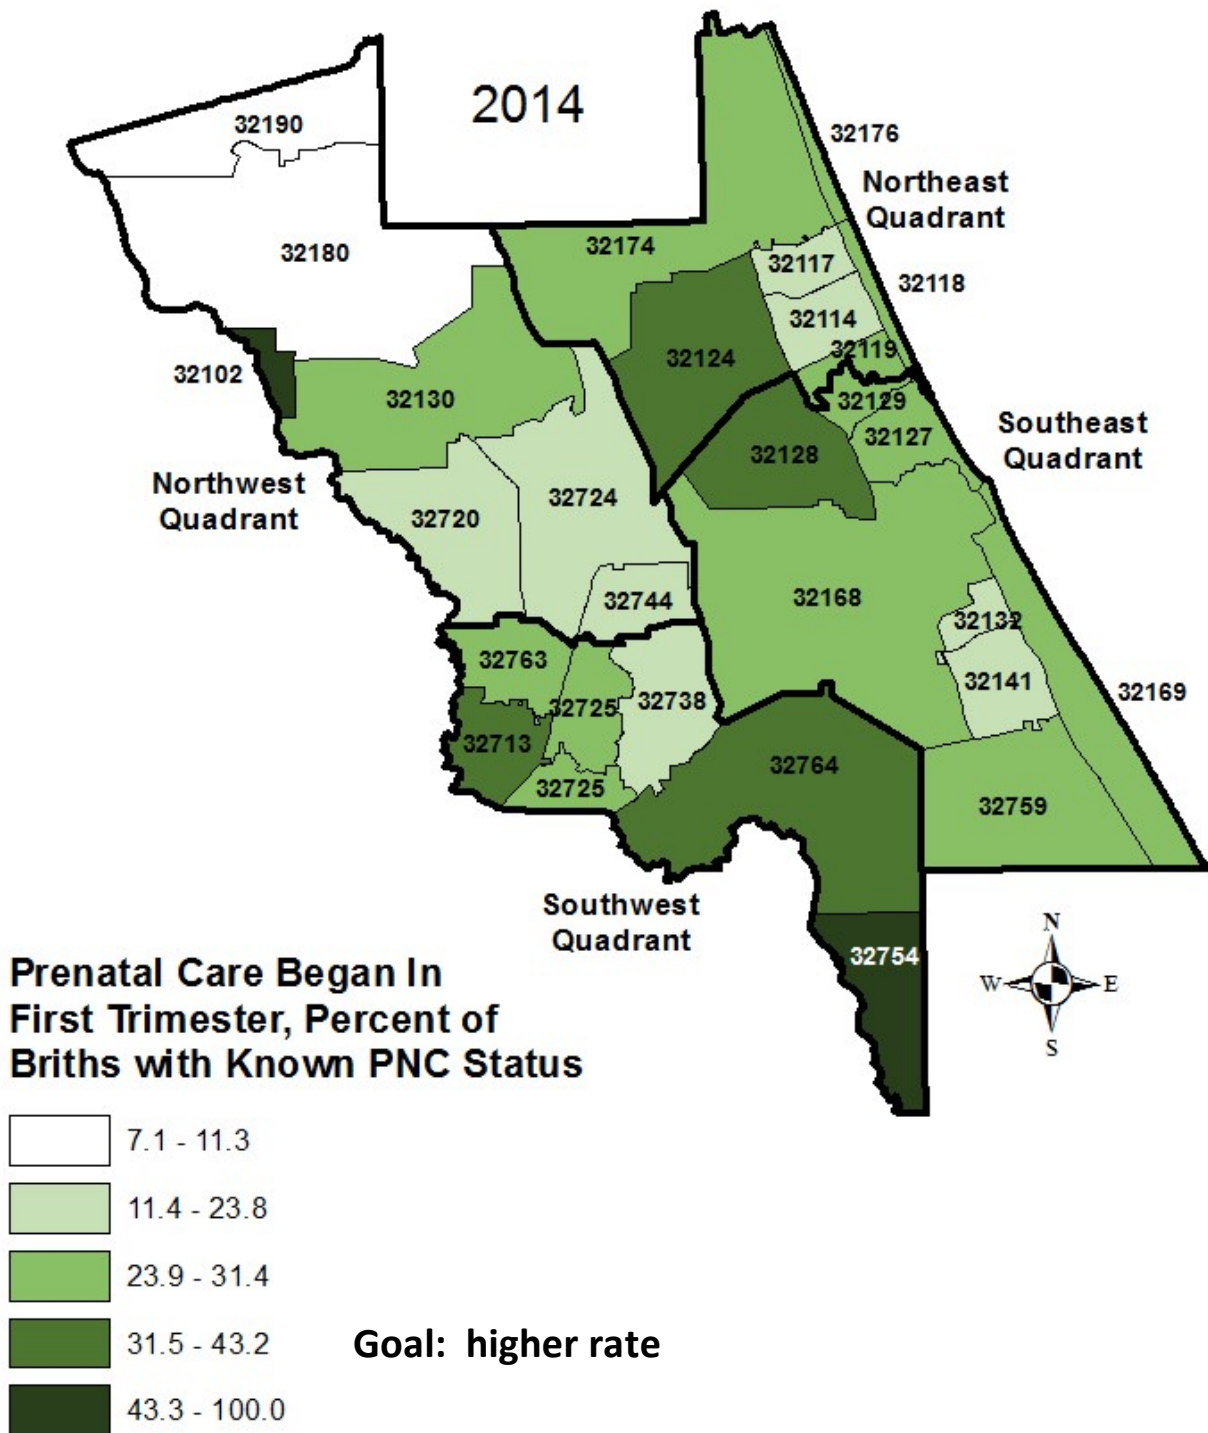 2014
32190
32176
Northeast
Quadrant
32180
32174
32117
32118
32114
32124
32119
32102
32130
32129
32127
Southeast
Quadrant
32128
Northwest
Quadrant
32724
32720
32744
32168
32132
32763
32141
32169
32725
32738
32713
32764
32725
32759
Southwest
Quadrant
32754
N
W
E
S
Prenatal Care Began In
First Trimester, Percent of
Briths with Known PNC Status
7.1 - 11.3
11.4 - 23.8
23.9 - 31.4
31.5 - 43.2
Goal: higher rate
43.3 - 100.0